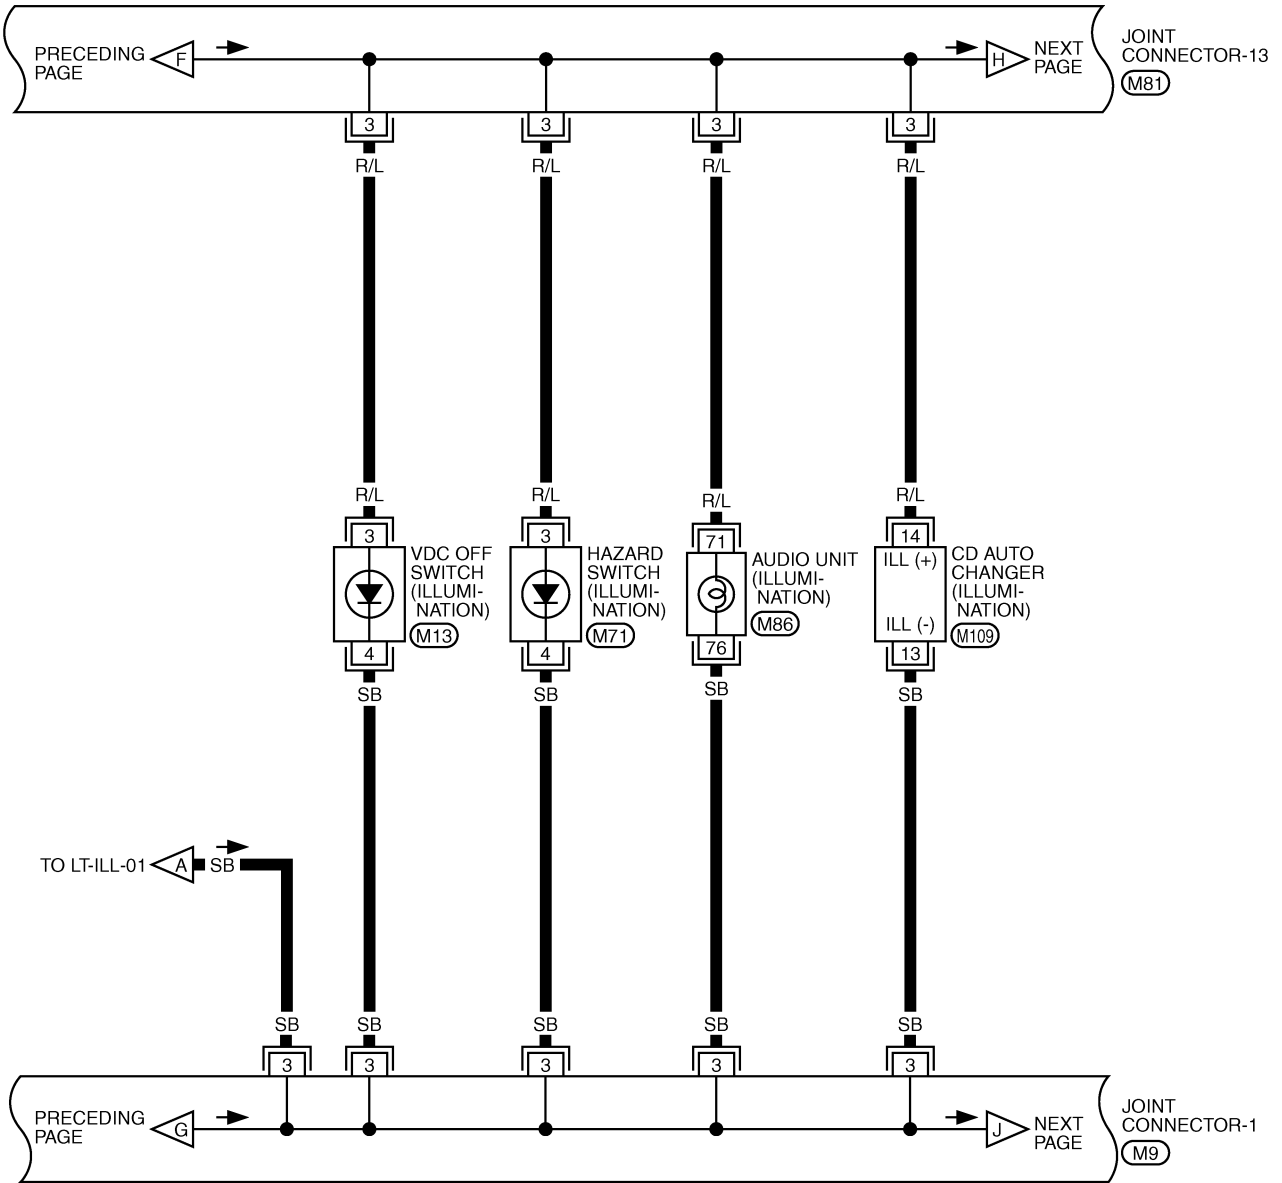 PRECEDING
PAGE
F
H
NEXT
PAGE
JOINT
CONNECTOR-13
M81
3
3
3
3
R/L
R/L
R/L
R/L
R/L
R/L
R/L
R/L
3
3
71
14
VDC OFF
SWITCH
(ILLUMI-
NATION)
M13
HAZARD
SWITCH
(ILLUMI-
NATION)
M71
AUDIO UNIT
(ILLUMI-
NATION)
M86
ILL (+)
ILL (-)
CD AUTO
CHANGER
(ILLUMI-
NATION)
M109
4
4
76
13
SB
SB
SB
SB
TO LT-ILL-01
A
SB
SB
SB
SB
SB
SB
3
3
3
3
3
PRECEDING
PAGE
G
J
NEXT
PAGE
JOINT
CONNECTOR-1
M9